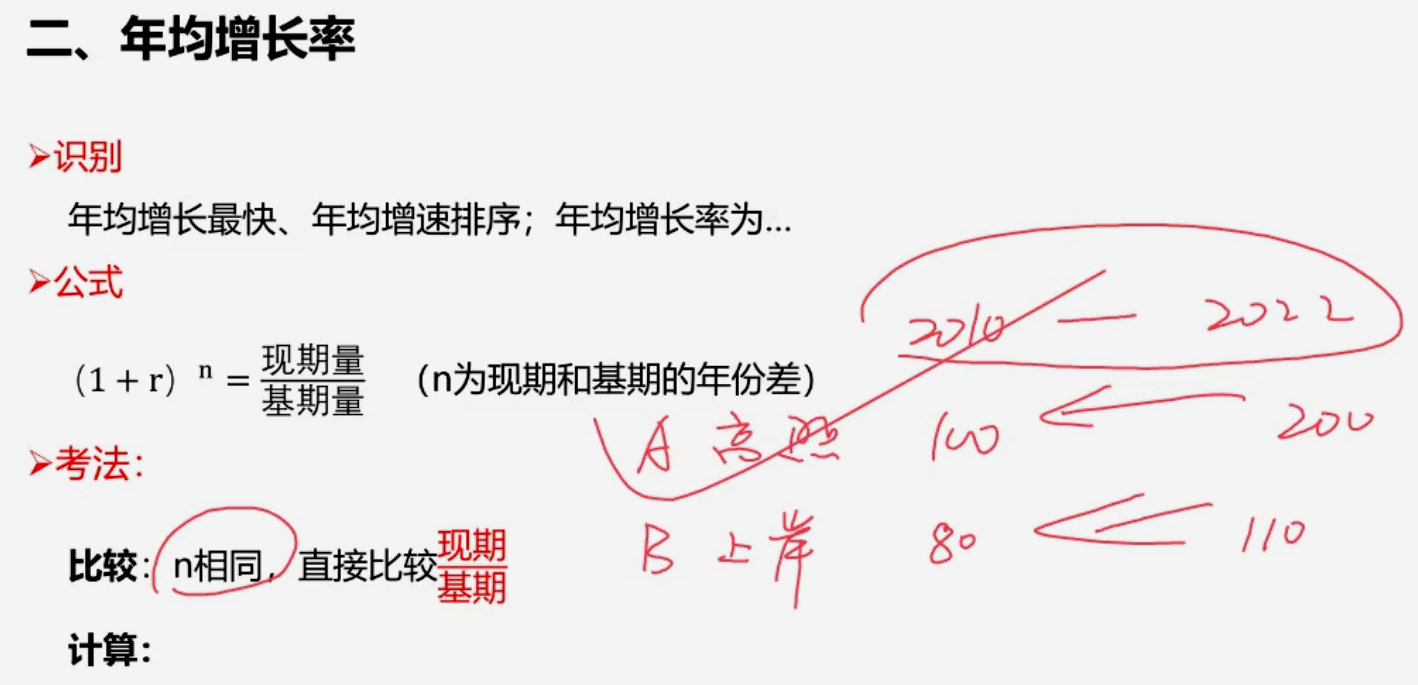 二、年均增长率
➢识别
年均增长最快、年均增速排序；年均增长率为...
➢公式
2010 — 2022
（1 + r）ⁿ = 现期量/基期量 （n为现期和基期的年份差）
A 高照 100 200
➢考法：
B 上岸 80 110
比较：n相同，直接比较现期/基期
计算：